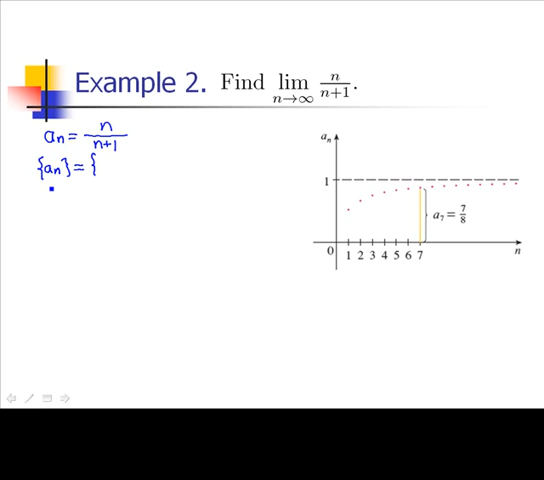 Example 2. Find lim n→∞ n/n+1.
aₙ = n/n+1
{aₙ} = {
aₙ
1
a₇ = 7/8
0 1 2 3 4 5 6 7 n